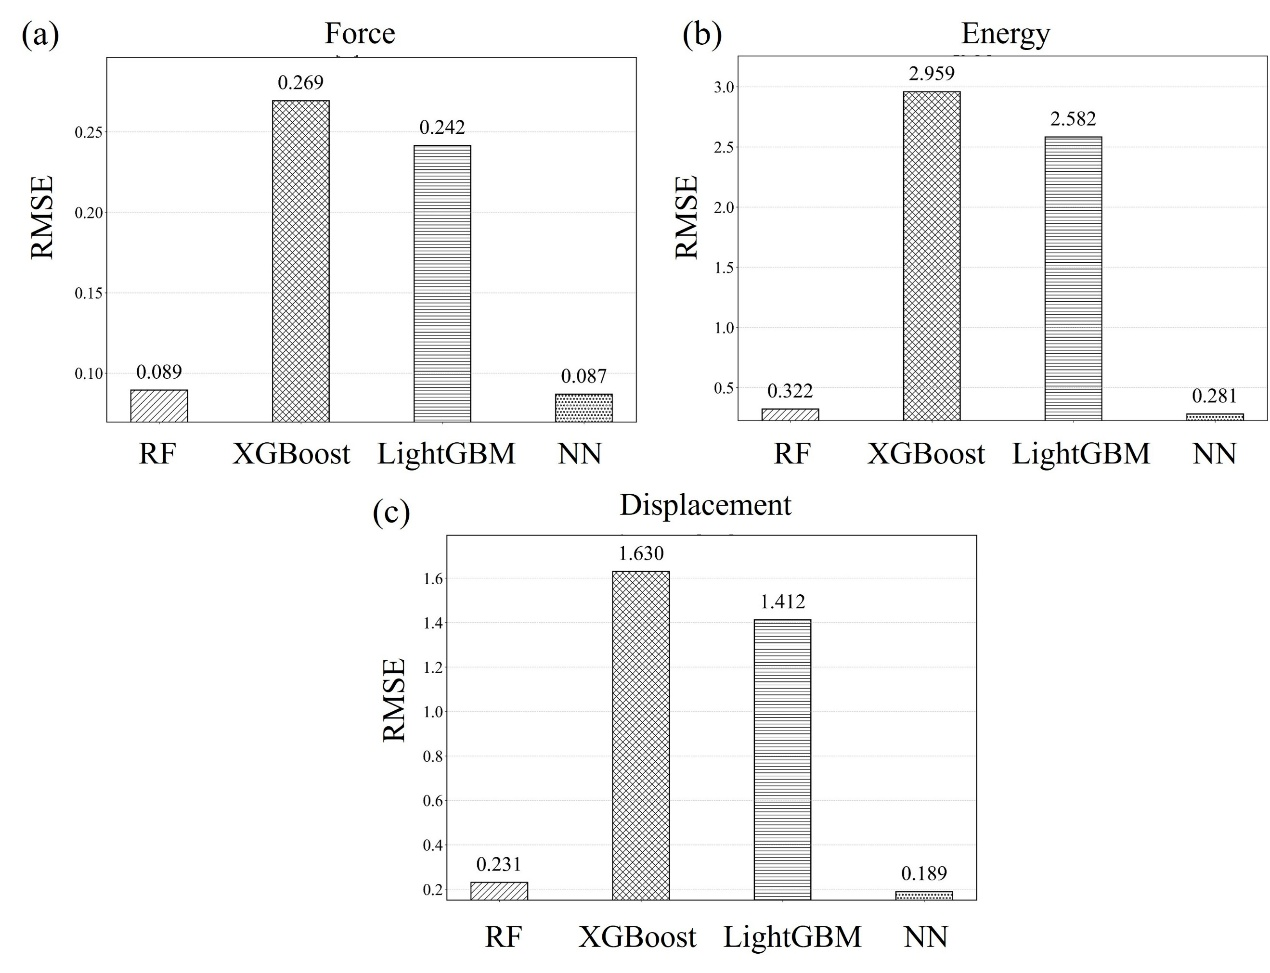 (a)
Force
RMSE
0.25
0.20
0.15
0.10
0.089
0.269
0.242
0.087
RF
XGBoost
LightGBM
NN
(b)
Energy
RMSE
3.0
2.5
2.0
1.5
1.0
0.5
0.322
2.959
2.582
0.281
RF
XGBoost
LightGBM
NN
(c)
Displacement
RMSE
1.6
1.4
1.2
1.0
0.8
0.6
0.4
0.2
0.231
1.630
1.412
0.189
RF
XGBoost
LightGBM
NN